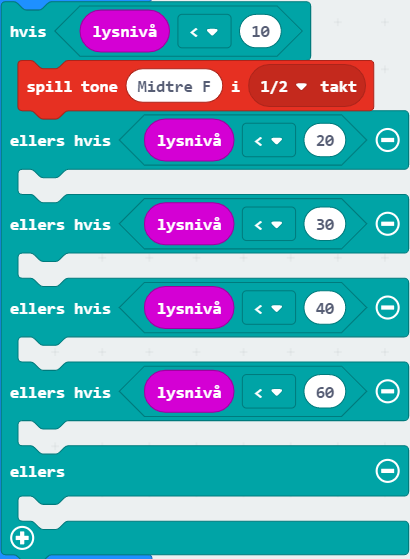 hvis lysnivå < 10
spill tone Midtre F i 1/2 takt
ellers hvis lysnivå < 20
ellers hvis lysnivå < 30
ellers hvis lysnivå < 40
ellers hvis lysnivå < 60
ellers